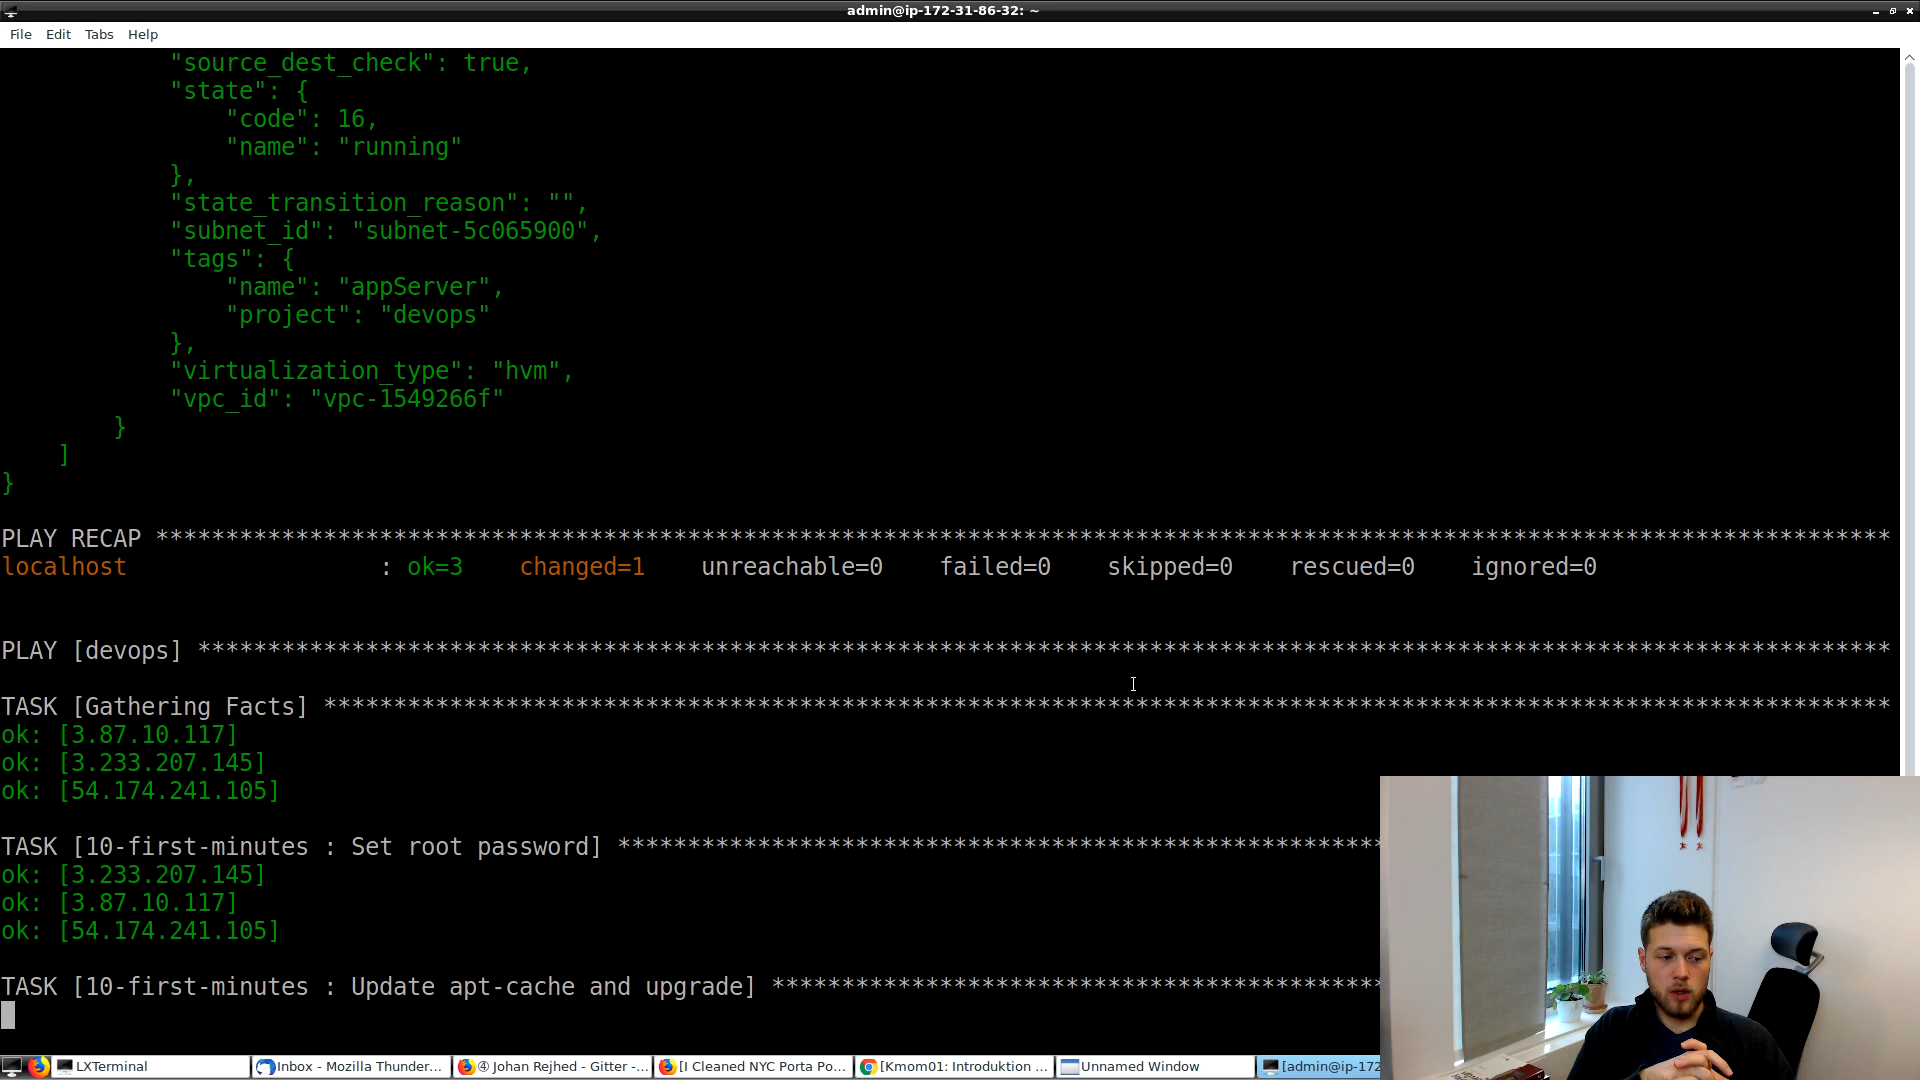 admin@ip-172-31-86-32: ~
File Edit Tabs Help
"source_dest_check": true,
"state": {
"code": 16,
"name": "running"
},
"state_transition_reason": "",
"subnet_id": "subnet-5c065900",
"tags": {
"name": "appServer",
"project": "devops"
},
"virtualization_type": "hvm",
"vpc_id": "vpc-1549266f"
}
]
}
PLAY RECAP ****************************************************************************************************************************
localhost : ok=3 changed=1 unreachable=0 failed=0 skipped=0 rescued=0 ignored=0
PLAY [devops] *************************************************************************************************************************
TASK [Gathering Facts] ****************************************************************************************************************
ok: [3.87.10.117]
ok: [3.233.207.145]
ok: [54.174.241.105]
TASK [10-first-minutes : Set root password] *******************************************************
ok: [3.233.207.145]
ok: [3.87.10.117]
ok: [54.174.241.105]
TASK [10-first-minutes : Update apt-cache and upgrade] ********************************************
LXTerminal Inbox - Mozilla Thunder... ④ Johan Rejhed - Gitter -... [I Cleaned NYC Porta Po... [Kmom01: Introduktion ... Unnamed Window [admin@ip-172